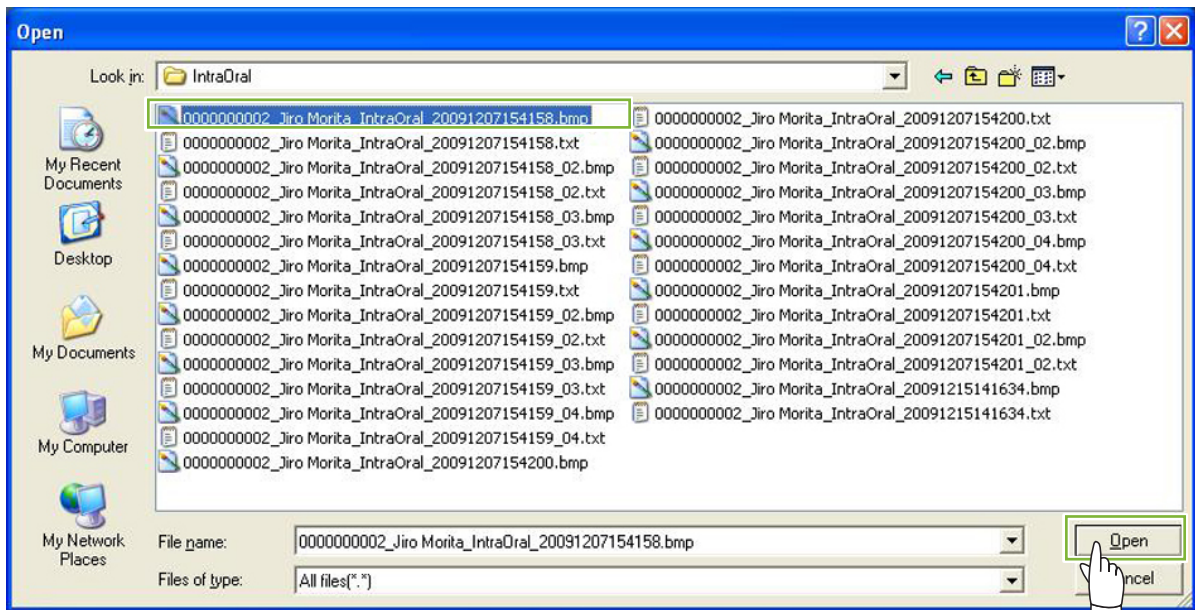 Open
Look in:
IntraOral
My Recent
Documents
Desktop
My Documents
My Computer
My Network
Places
0000000002_Jiro Morita_IntraOral_20091207154158.bmp
0000000002_Jiro Morita_IntraOral_20091207154158.txt
0000000002_Jiro Morita_IntraOral_20091207154158_02.bmp
0000000002_Jiro Morita_IntraOral_20091207154158_02.txt
0000000002_Jiro Morita_IntraOral_20091207154158_03.bmp
0000000002_Jiro Morita_IntraOral_20091207154158_03.txt
0000000002_Jiro Morita_IntraOral_20091207154159.bmp
0000000002_Jiro Morita_IntraOral_20091207154159.txt
0000000002_Jiro Morita_IntraOral_20091207154159_02.bmp
0000000002_Jiro Morita_IntraOral_20091207154159_02.txt
0000000002_Jiro Morita_IntraOral_20091207154159_03.bmp
0000000002_Jiro Morita_IntraOral_20091207154159_03.txt
0000000002_Jiro Morita_IntraOral_20091207154159_04.bmp
0000000002_Jiro Morita_IntraOral_20091207154159_04.txt
0000000002_Jiro Morita_IntraOral_20091207154200.bmp
0000000002_Jiro Morita_IntraOral_20091207154200.txt
0000000002_Jiro Morita_IntraOral_20091207154200_02.bmp
0000000002_Jiro Morita_IntraOral_20091207154200_02.txt
0000000002_Jiro Morita_IntraOral_20091207154200_03.bmp
0000000002_Jiro Morita_IntraOral_20091207154200_03.txt
0000000002_Jiro Morita_IntraOral_20091207154200_04.bmp
0000000002_Jiro Morita_IntraOral_20091207154200_04.txt
0000000002_Jiro Morita_IntraOral_20091207154201.bmp
0000000002_Jiro Morita_IntraOral_20091207154201.txt
0000000002_Jiro Morita_IntraOral_20091207154201_02.bmp
0000000002_Jiro Morita_IntraOral_20091207154201_02.txt
0000000002_Jiro Morita_IntraOral_20091215141634.bmp
0000000002_Jiro Morita_IntraOral_20091215141634.txt
File name:
0000000002_Jiro Morita_IntraOral_20091207154158.bmp
Open
Files of type:
All files(*.*)